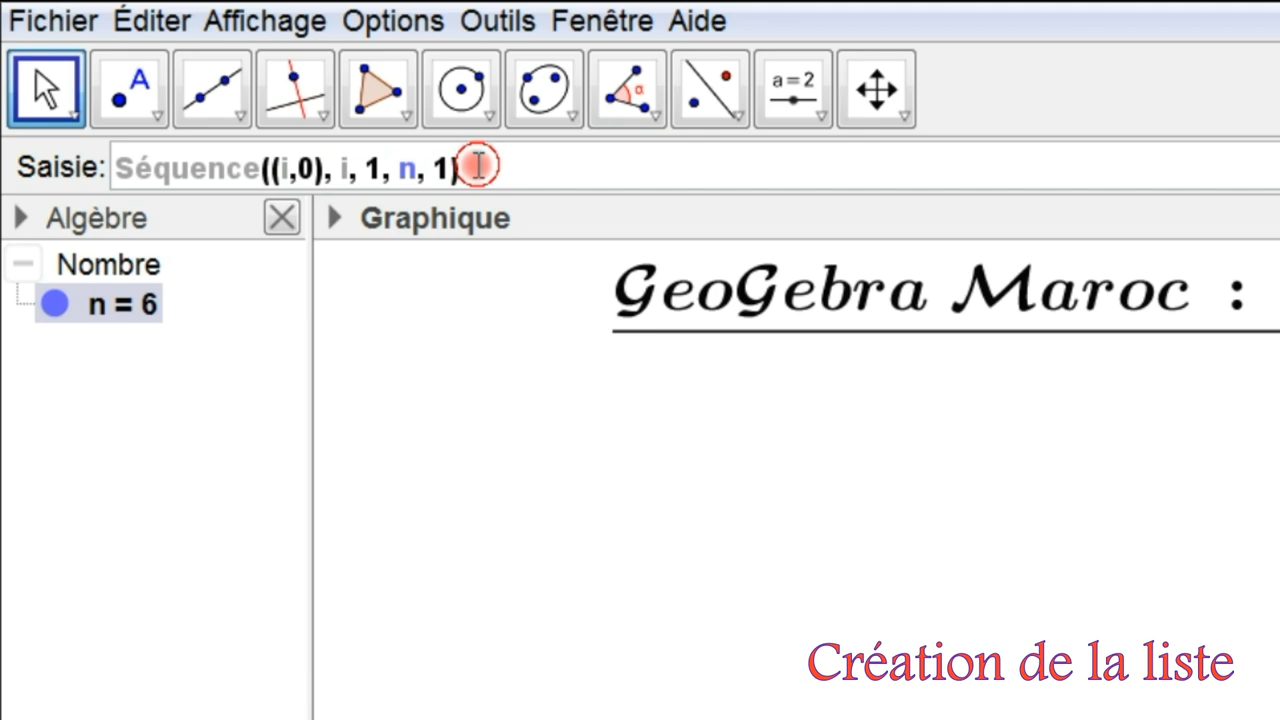 Fichier Éditer Affichage Options Outils Fenêtre Aide
A
α
a=2
Saisie: Séquence((i,0), i, 1, n, 1)
Algèbre
Graphique
Nombre
n = 6
GeoGebra Maroc :
Création de la liste